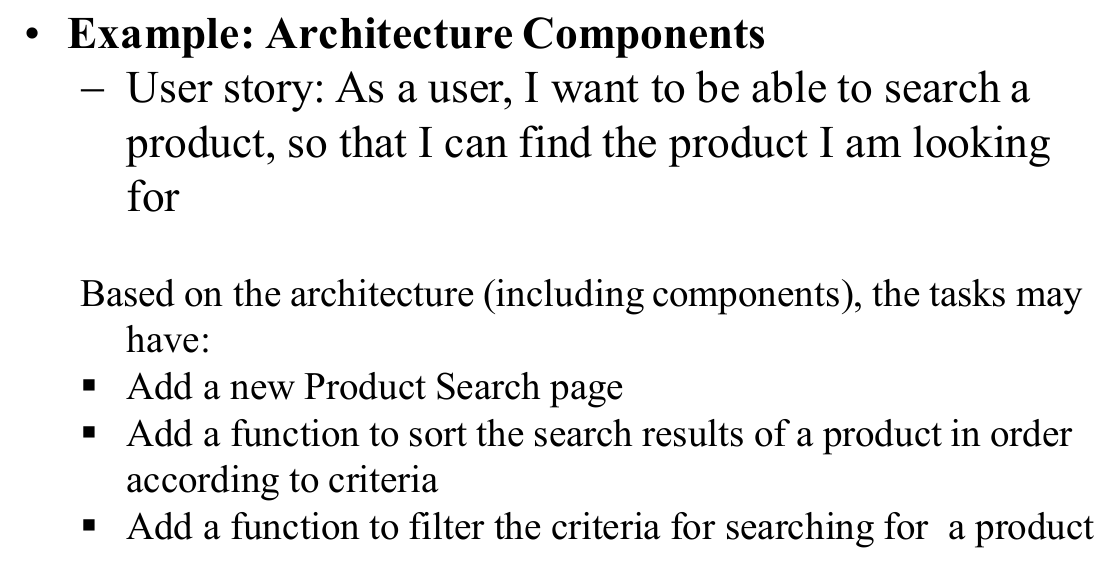 • Example: Architecture Components
– User story: As a user, I want to be able to search a
product, so that I can find the product I am looking
for
Based on the architecture (including components), the tasks may
have:
▪ Add a new Product Search page
▪ Add a function to sort the search results of a product in order
according to criteria
▪ Add a function to filter the criteria for searching for  a product